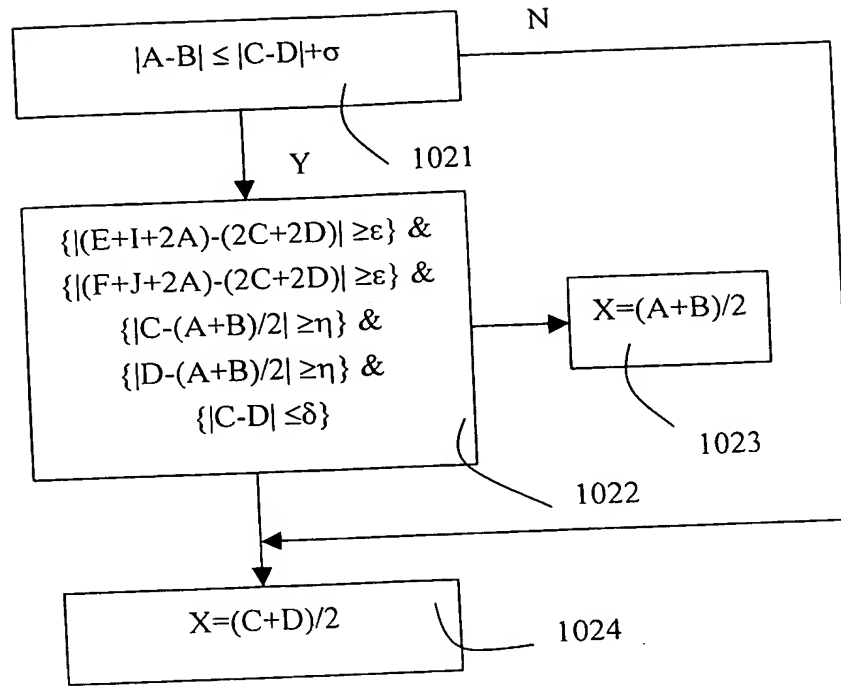 N
|A-B| ≤ |C-D|+σ
1021
Y
{|(E+I+2A)-(2C+2D)| ≥ε} &
{|(F+J+2A)-(2C+2D)| ≥ε} &
{|C-(A+B)/2| ≥η} &
{|D-(A+B)/2| ≥η} &
{|C-D| ≤δ}
X=(A+B)/2
1023
1022
X=(C+D)/2
1024